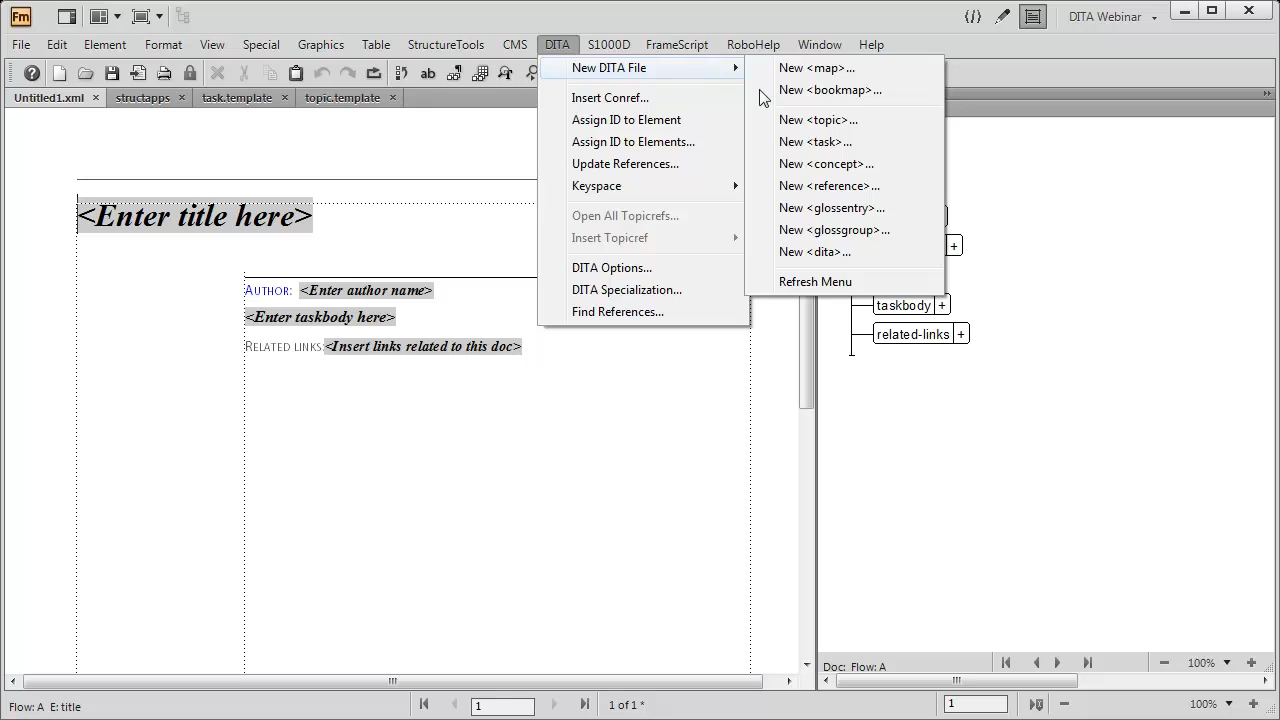 Fm
DITA Webinar
File Edit Element Format View Special Graphics Table StructureTools CMS DITA S1000D FrameScript RoboHelp Window Help
ab
Untitled1.xml structapps task.template topic.template
New DITA File
Insert Conref...
Assign ID to Element
Assign ID to Elements...
Update References...
Keyspace
Open All Topicrefs...
Insert Topicref
DITA Options...
DITA Specialization...
Find References...
New <map>...
New <bookmap>...
New <topic>...
New <task>...
New <concept>...
New <reference>...
New <glossentry>...
New <glossgroup>...
New <dita>...
Refresh Menu
<Enter title here>
Author: <Enter author name>
<Enter taskbody here>
Related links:<Insert links related to this doc>
taskbody +
related-links +
Doc: Flow: A
100%
Flow: A E: title
1
1 of 1 *
1
100%